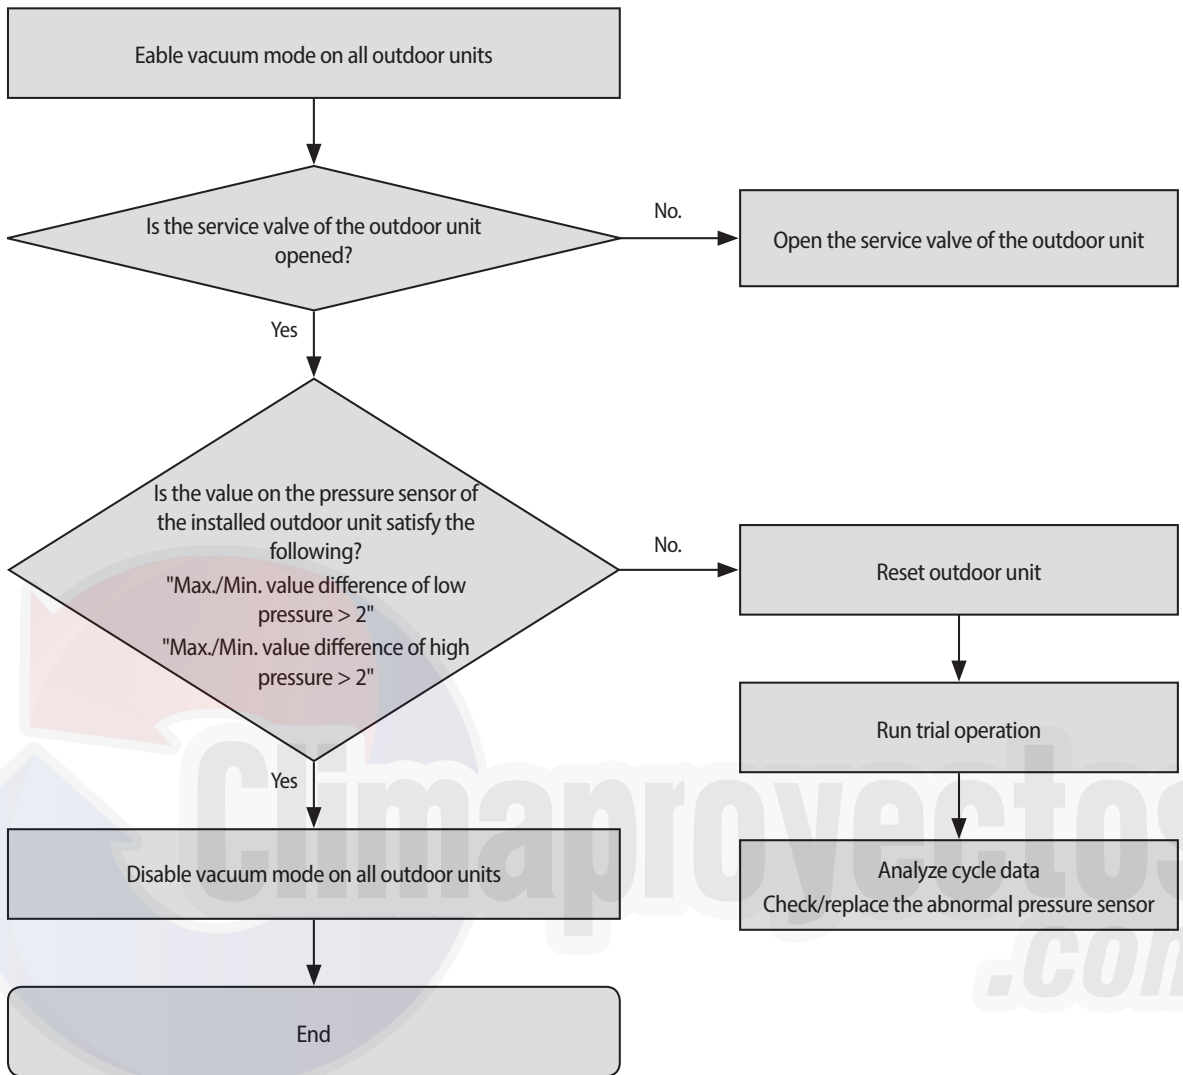 Eable vacuum mode on all outdoor units
Is the service valve of the outdoor unit
opened?
No.
Open the service valve of the outdoor unit
Yes
Is the value on the pressure sensor of
the installed outdoor unit satisfy the
following?
"Max./Min. value difference of low
pressure > 2"
"Max./Min. value difference of high
pressure > 2"
No.
Reset outdoor unit
Run trial operation
Analyze cycle data
Check/replace the abnormal pressure sensor
Yes
Disable vacuum mode on all outdoor units
End
Climaproyectos
.com